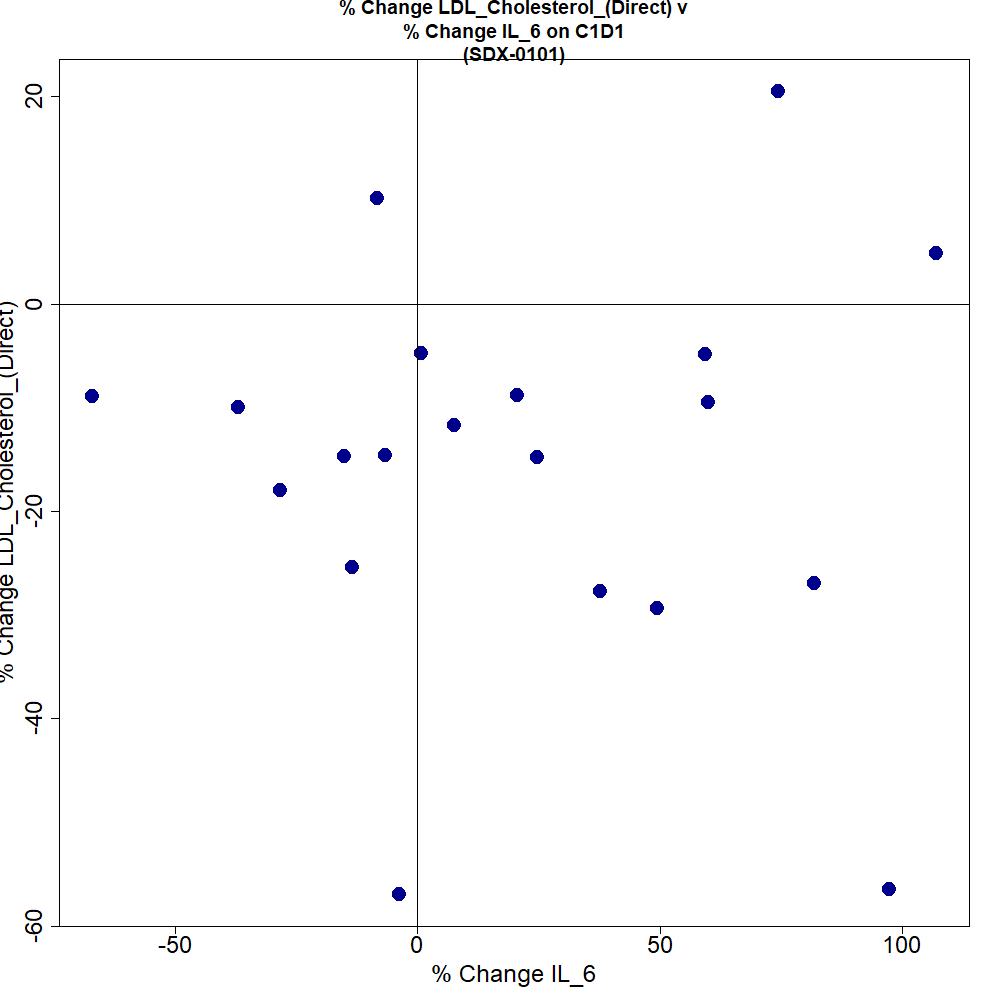 % Change LDL_Cholesterol_(Direct) v
% Change IL_6 on C1D1
(SDX-0101)
% Change LDL_Cholesterol_(Direct)
20
0
-20
-40
-60
-50
0
50
100
% Change IL_6